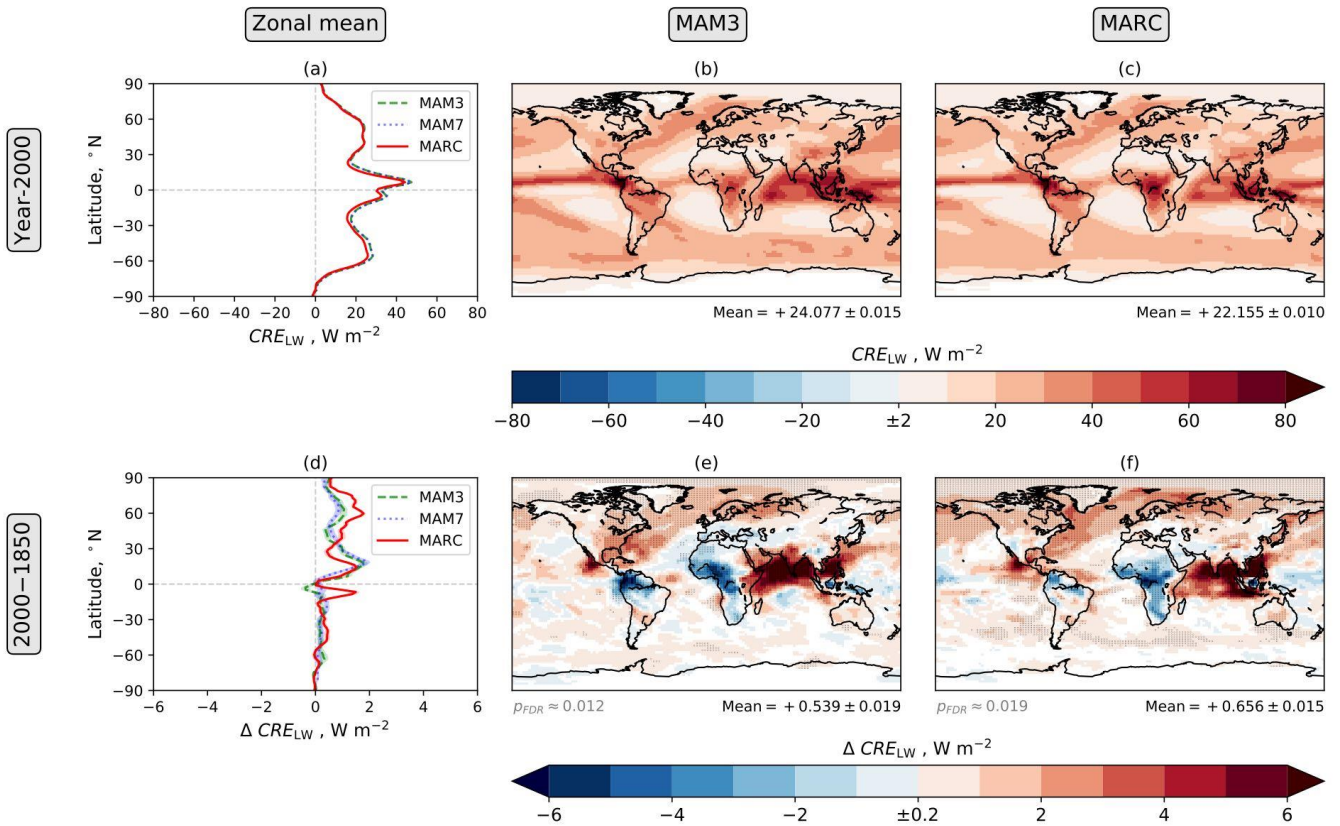 Zonal mean
MAM3
MARC
Year-2000
(a)
(b)
(c)
90
60
30
0
−30
−60
−90
Latitude, °N
MAM3
MAM7
MARC
−80 −60 −40 −20 0 20 40 60 80
CRE_LW , W m⁻²
Mean = +24.077 ± 0.015
Mean = +22.155 ± 0.010
CRE_LW , W m⁻²
−80 −60 −40 −20 ±2 20 40 60 80
2000−1850
(d)
(e)
(f)
90
60
30
0
−30
−60
−90
Latitude, °N
MAM3
MAM7
MARC
−6 −4 −2 0 2 4 6
Δ CRE_LW , W m⁻²
p_FDR ≈ 0.012 Mean = +0.539 ± 0.019
p_FDR ≈ 0.019 Mean = +0.656 ± 0.015
Δ CRE_LW , W m⁻²
−6 −4 −2 ±0.2 2 4 6